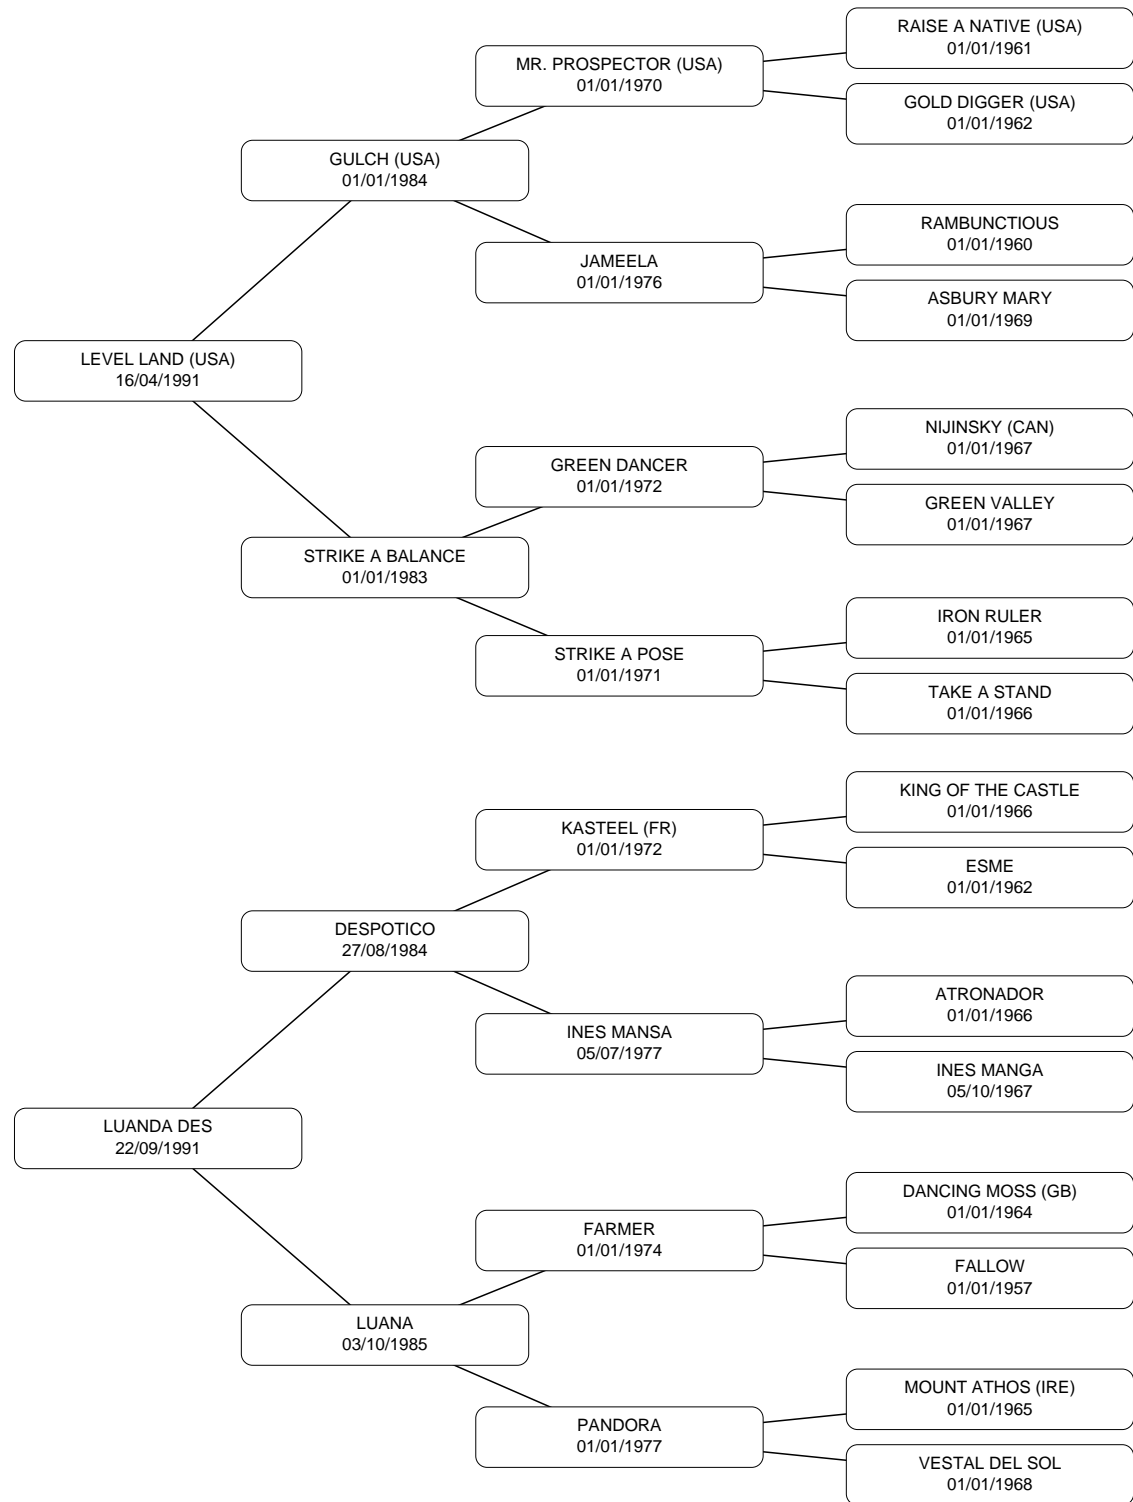 RAISE A NATIVE (USA)
01/01/1961
MR. PROSPECTOR (USA)
01/01/1970
GOLD DIGGER (USA)
01/01/1962
GULCH (USA)
01/01/1984
RAMBUNCTIOUS
01/01/1960
JAMEELA
01/01/1976
ASBURY MARY
01/01/1969
LEVEL LAND (USA)
16/04/1991
NIJINSKY (CAN)
01/01/1967
GREEN DANCER
01/01/1972
GREEN VALLEY
01/01/1967
STRIKE A BALANCE
01/01/1983
IRON RULER
01/01/1965
STRIKE A POSE
01/01/1971
TAKE A STAND
01/01/1966
KING OF THE CASTLE
01/01/1966
KASTEEL (FR)
01/01/1972
ESME
01/01/1962
DESPOTICO
27/08/1984
ATRONADOR
01/01/1966
INES MANSA
05/07/1977
INES MANGA
05/10/1967
LUANDA DES
22/09/1991
DANCING MOSS (GB)
01/01/1964
FARMER
01/01/1974
FALLOW
01/01/1957
LUANA
03/10/1985
MOUNT ATHOS (IRE)
01/01/1965
PANDORA
01/01/1977
VESTAL DEL SOL
01/01/1968